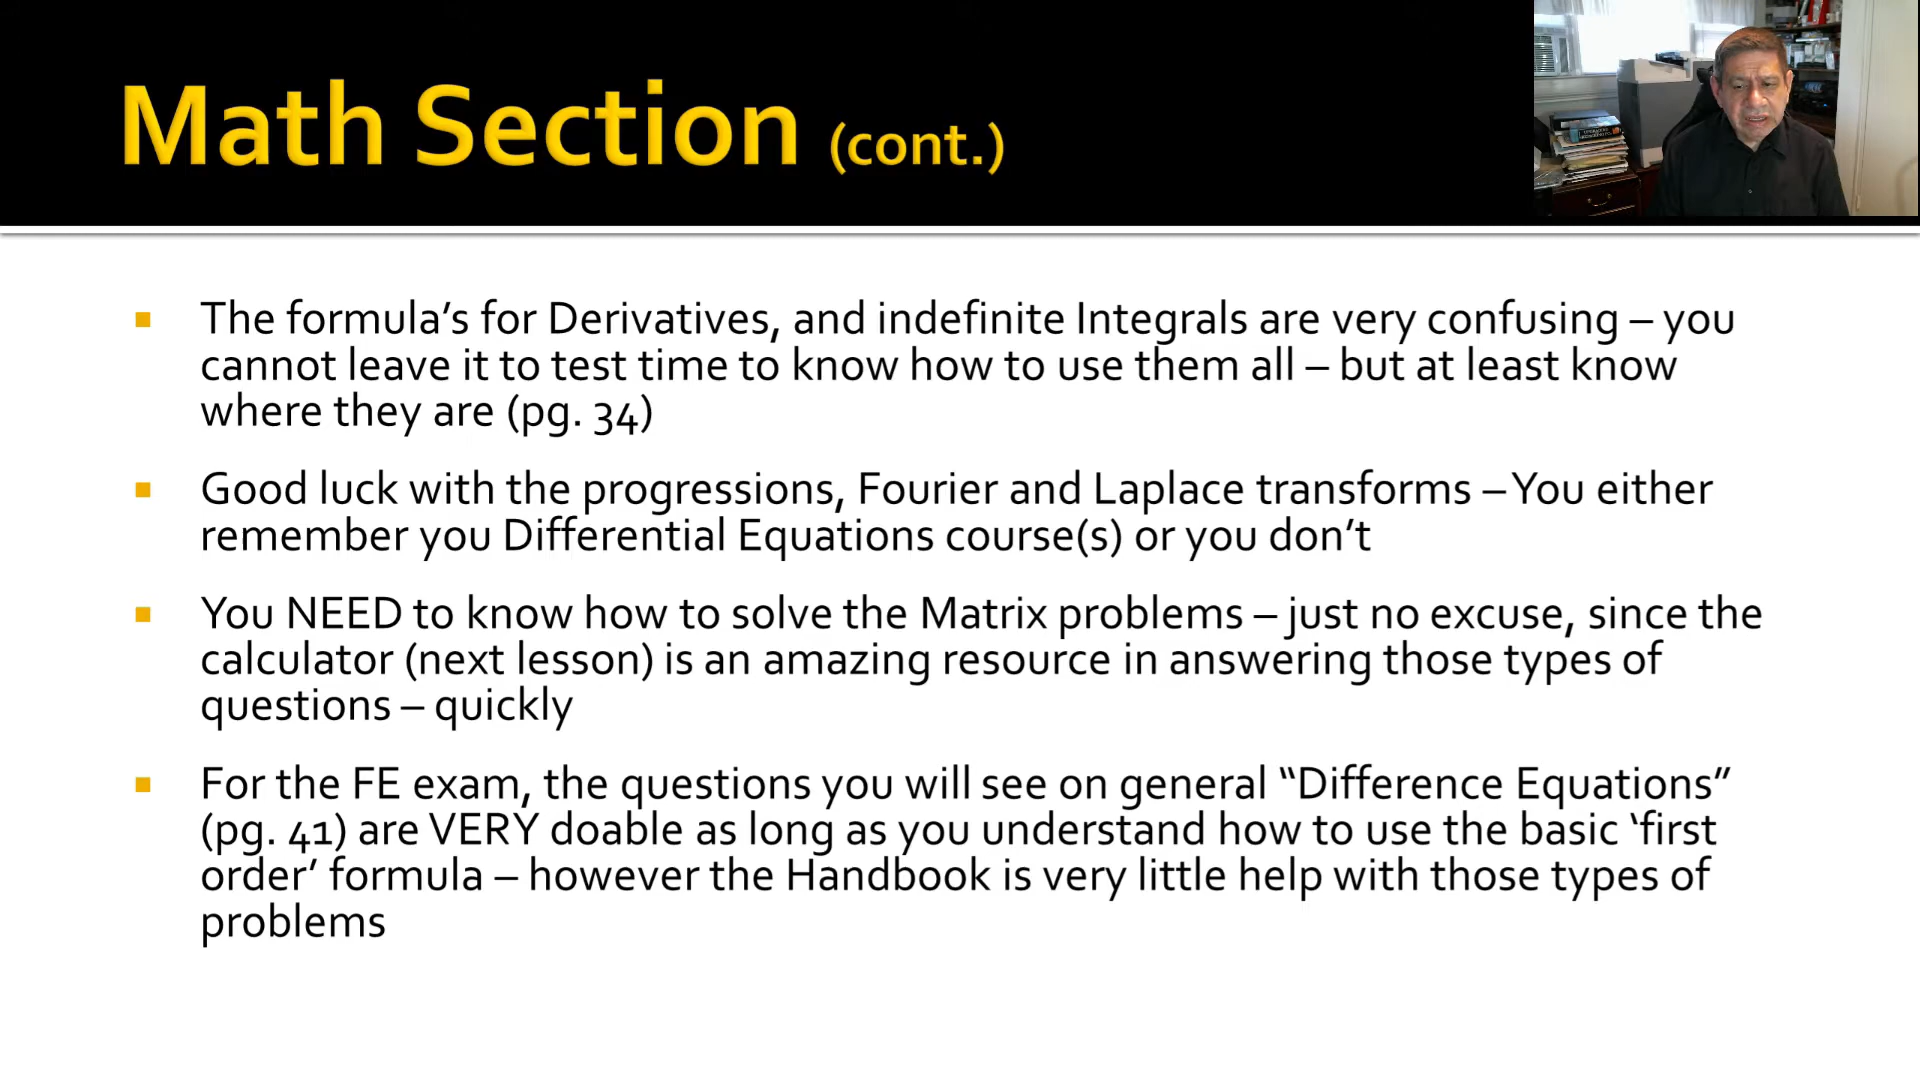 Math Section (cont.)
▪ The formula’s for Derivatives, and indefinite Integrals are very confusing – you
cannot leave it to test time to know how to use them all – but at least know
where they are (pg. 34)
▪ Good luck with the progressions, Fourier and Laplace transforms – You either
remember you Differential Equations course(s) or you don’t
▪ You NEED to know how to solve the Matrix problems – just no excuse, since the
calculator (next lesson) is an amazing resource in answering those types of
questions – quickly
▪ For the FE exam, the questions you will see on general “Difference Equations”
(pg. 41) are VERY doable as long as you understand how to use the basic ‘first
order’ formula – however the Handbook is very little help with those types of
problems